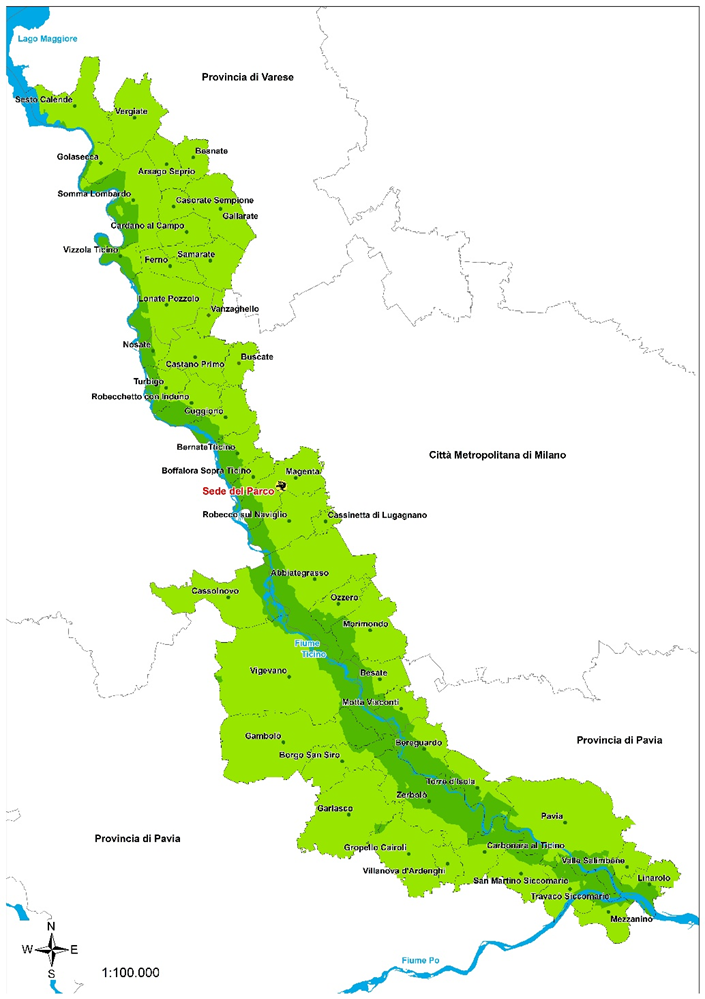 Lago Maggiore
Provincia di Varese
Sesto Calende
Vergiate
Golasecca
Besnate
Arsago Seprio
Somma Lombardo
Casorate Sempione
Gallarate
Cardano al Campo
Vizzola Ticino
Ferno
Samarate
Lonate Pozzolo
Vanzaghello
Nosate
Buscate
Castano Primo
Turbigo
Robecchetto con Induno
Cuggiono
Bernate Ticino
Città Metropolitana di Milano
Boffalora Sopra Ticino
Magenta
Sede del Parco
Robecco sul Naviglio
Cassinetta di Lugagnano
Abbiategrasso
Cassolnovo
Ozzero
Morimondo
Fiume
Ticino
Vigevano
Besate
Motta Visconti
Gambolo
Bereguardo
Provincia di Pavia
Borgo San Siro
Torre d'Isola
Zerbolò
Garlasco
Pavia
Provincia di Pavia
Gropello Cairoli
Carbonara al Ticino
Valle Salimbene
Villanova d'Ardenghi
San Martino Siccomario
Linarolo
Travaco Siccomario
Mezzanino
N
W E
S
1:100.000
Fiume Po